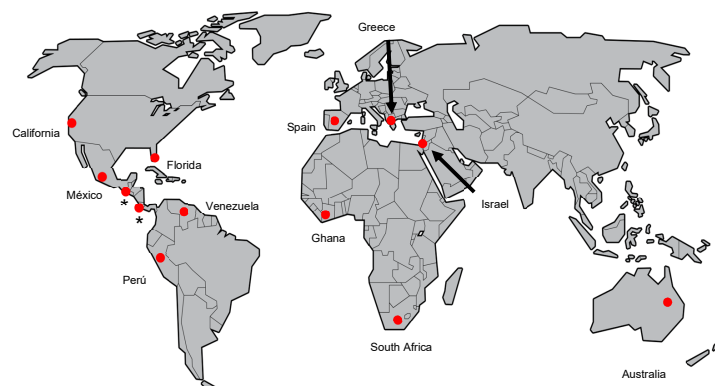 Greece
California
Spain
Florida
México
Venezuela
Israel
*
*
Ghana
Perú
South Africa
Australia